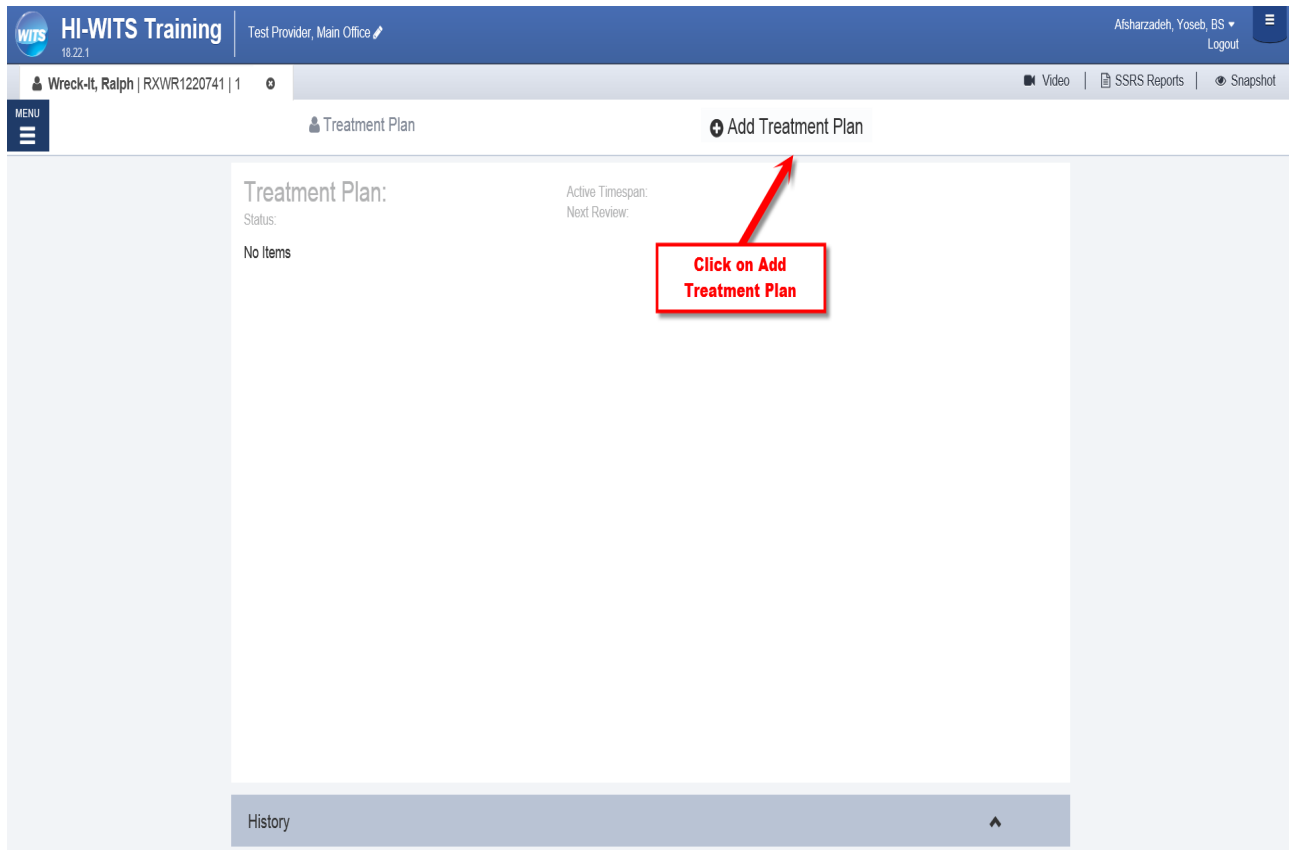 WITS
HI-WITS Training
18.22.1
Test Provider, Main Office
Afsharzadeh, Yoseb, BS
Logout
Wreck-It, Ralph | RXWR1220741 | 1
Video | SSRS Reports | Snapshot
MENU
Treatment Plan
Add Treatment Plan
Treatment Plan:
Status:
Active Timespan:
Next Review:
No Items
Click on Add
Treatment Plan
History